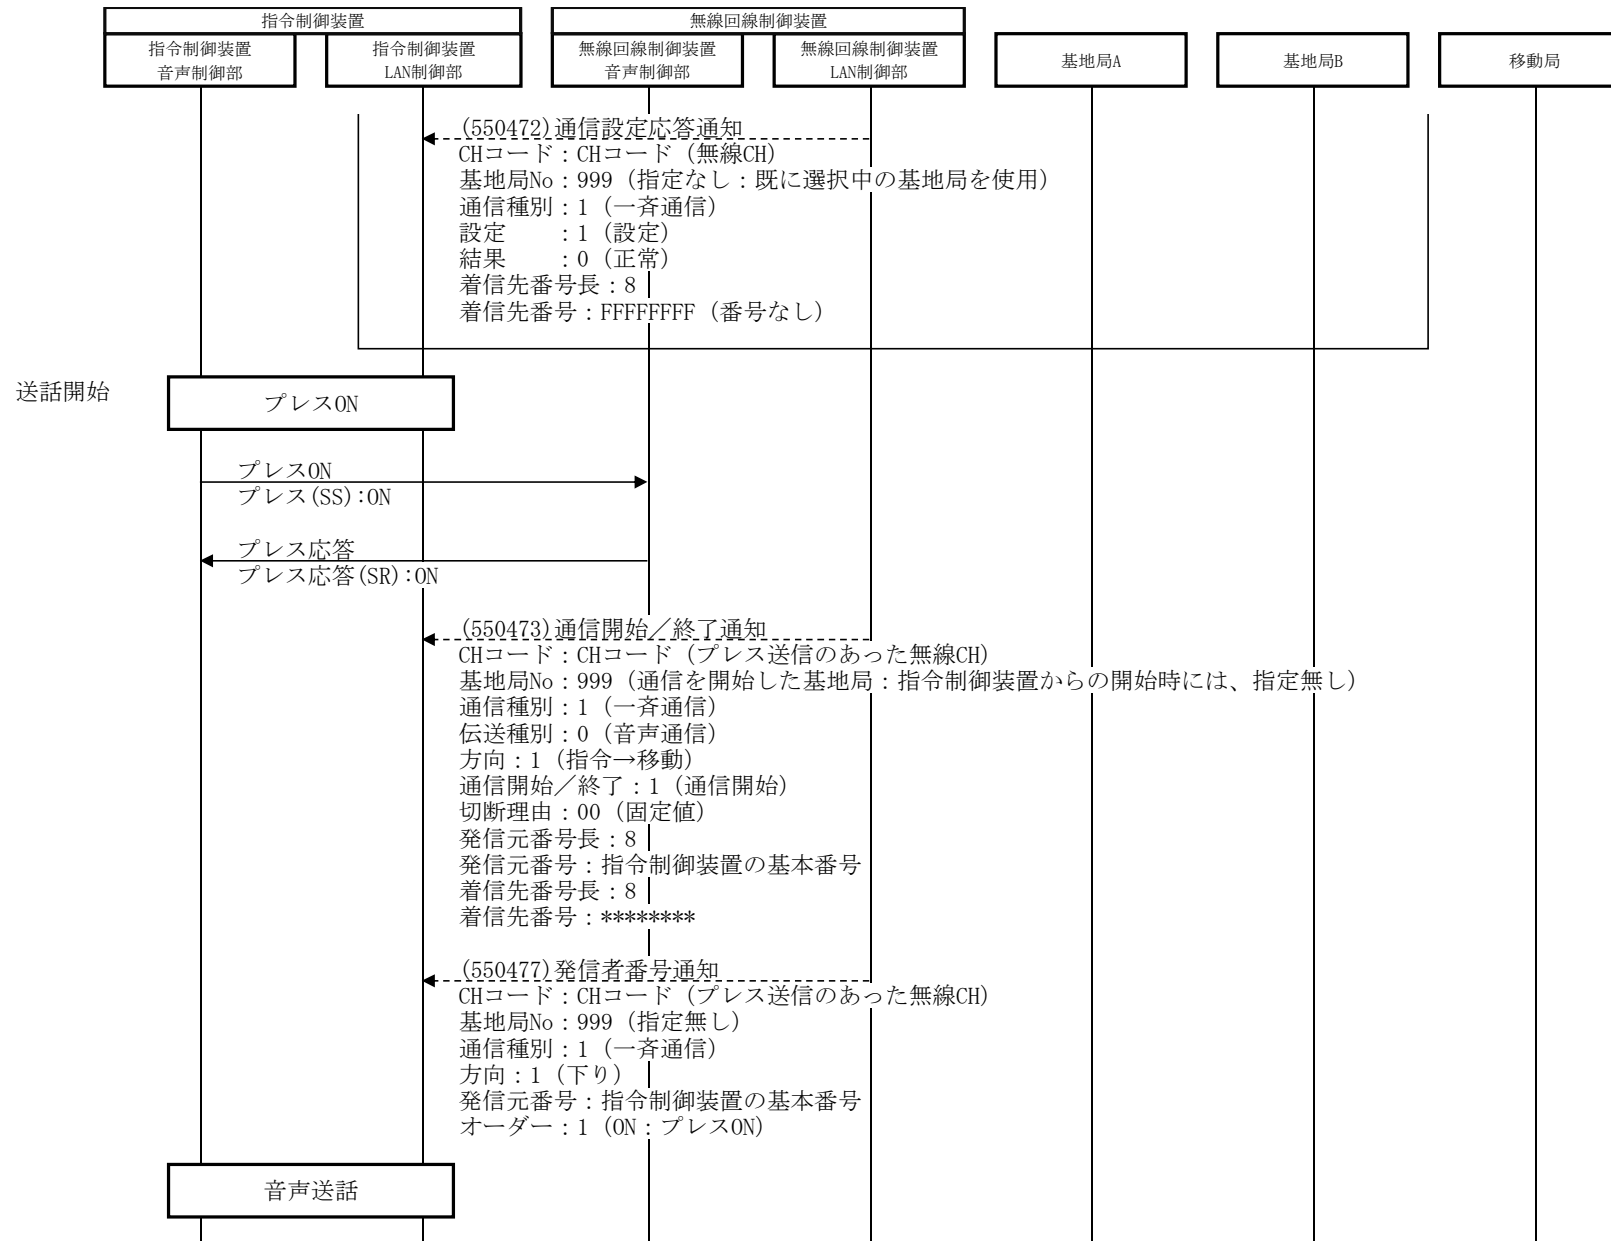 指令制御装置
無線回線制御装置
指令制御装置
音声制御部
指令制御装置
LAN制御部
無線回線制御装置
音声制御部
無線回線制御装置
LAN制御部
基地局A
基地局B
移動局
(550472)通信設定応答通知
CHコード：CHコード（無線CH）
基地局No：999（指定なし：既に選択中の基地局を使用）
通信種別：1（一斉通信）
設定　　：1（設定）
結果　　：0（正常）
着信先番号長：8
着信先番号：FFFFFFFF（番号なし）
送話開始
プレスON
プレスON
プレス(SS):ON
プレス応答
プレス応答(SR):ON
(550473)通信開始／終了通知
CHコード：CHコード（プレス送信のあった無線CH）
基地局No：999（通信を開始した基地局：指令制御装置からの開始時には、指定無し）
通信種別：1（一斉通信）
伝送種別：0（音声通信）
方向：1（指令→移動）
通信開始／終了：1（通信開始）
切断理由：00（固定値）
発信元番号長：8
発信元番号：指令制御装置の基本番号
着信先番号長：8
着信先番号：********
(550477)発信者番号通知
CHコード：CHコード（プレス送信のあった無線CH）
基地局No：999（指定無し）
通信種別：1（一斉通信）
方向：1（下り）
発信元番号：指令制御装置の基本番号
オーダー：1（ON：プレスON）
音声送話